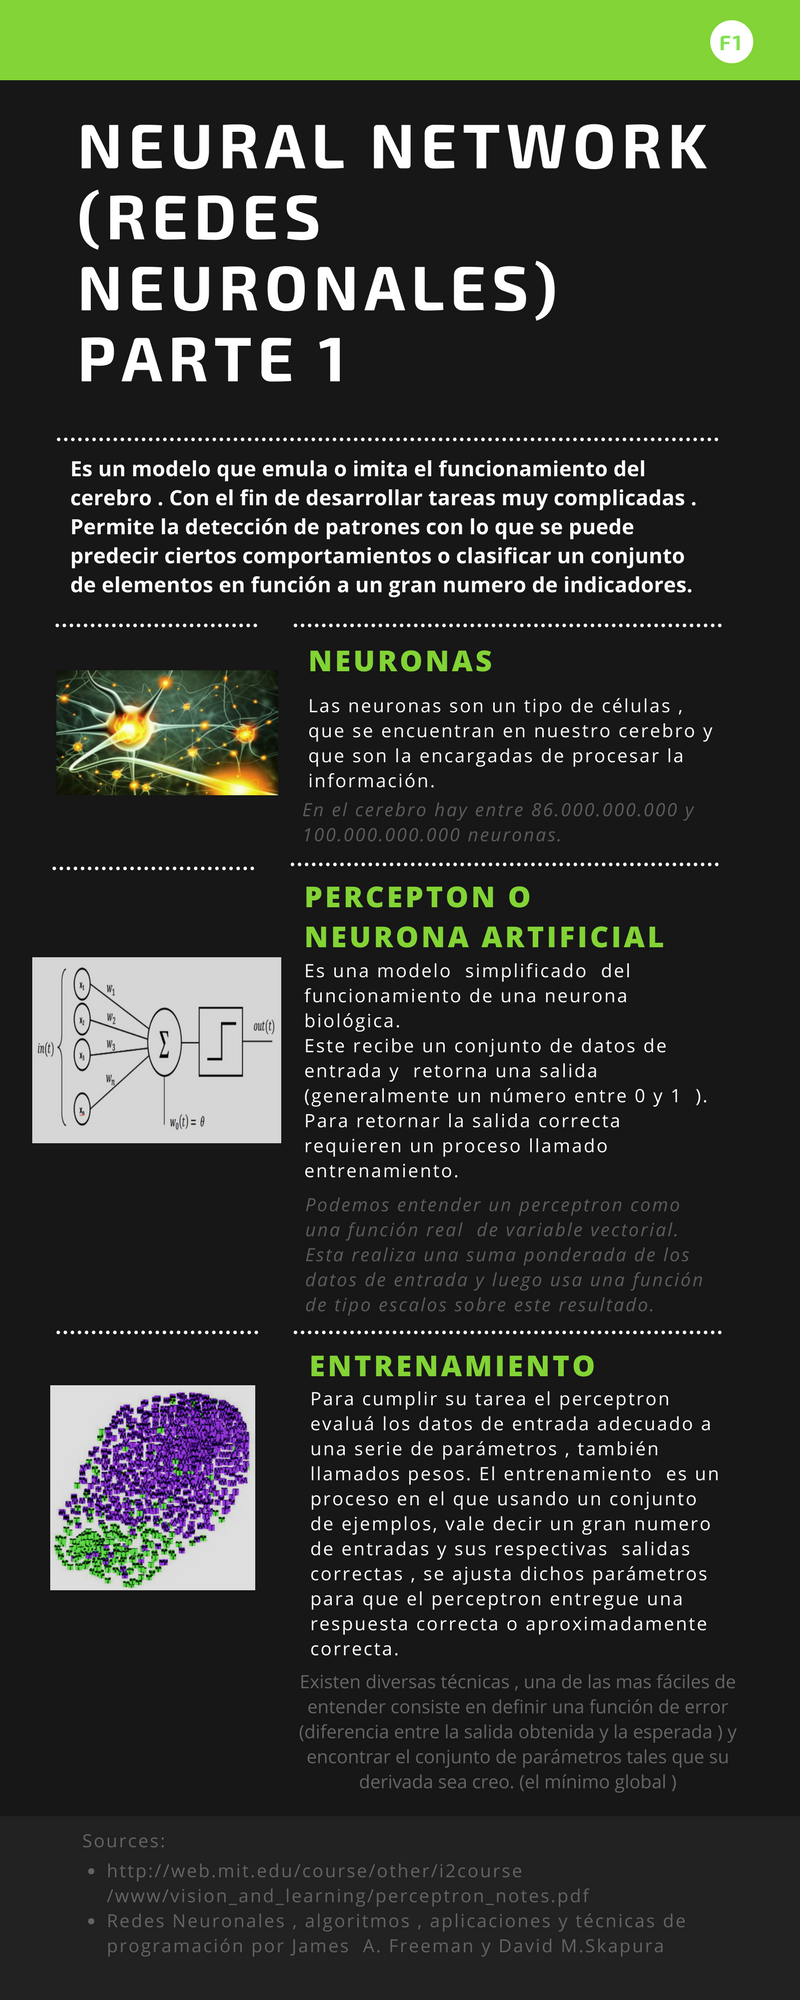 F1
NEURAL NETWORK
(REDES
NEURONALES)
PARTE 1
Es un modelo que emula o imita el funcionamiento del
cerebro . Con el fin de desarrollar tareas muy complicadas .
Permite la detección de patrones con lo que se puede
predecir ciertos comportamientos o clasificar un conjunto
de elementos en función a un gran numero de indicadores.
NEURONAS
Las neuronas son un tipo de células ,
que se encuentran en nuestro cerebro y
que son la encargadas de procesar la
información.
En el cerebro hay entre 86.000.000.000 y
100.000.000.000 neuronas.
PERCEPTON O
NEURONA ARTIFICIAL
in(t)
x₁
w₁
w₂
w₃
wₙ
Σ
out(t)
w₀(t) = θ
Es una modelo  simplificado  del
funcionamiento de una neurona
biológica.
Este recibe un conjunto de datos de
entrada y  retorna una salida
(generalmente un número entre 0 y 1  ).
Para retornar la salida correcta
requieren un proceso llamado
entrenamiento.
Podemos entender un perceptron como
una función real  de variable vectorial.
Esta realiza una suma ponderada de los
datos de entrada y luego usa una función
de tipo escalos sobre este resultado.
ENTRENAMIENTO
Para cumplir su tarea el perceptron
evaluá los datos de entrada adecuado a
una serie de parámetros , también
llamados pesos. El entrenamiento  es un
proceso en el que usando un conjunto
de ejemplos, vale decir un gran numero
de entradas y sus respectivas  salidas
correctas , se ajusta dichos parámetros
para que el perceptron entregue una
respuesta correcta o aproximadamente
correcta.
Existen diversas técnicas , una de las mas fáciles de
entender consiste en definir una función de error
(diferencia entre la salida obtenida y la esperada ) y
encontrar el conjunto de parámetros tales que su
derivada sea creo. (el mínimo global )
Sources:
http://web.mit.edu/course/other/i2course
/www/vision_and_learning/perceptron_notes.pdf
Redes Neuronales , algoritmos , aplicaciones y técnicas de
programación por James  A. Freeman y David M.Skapura